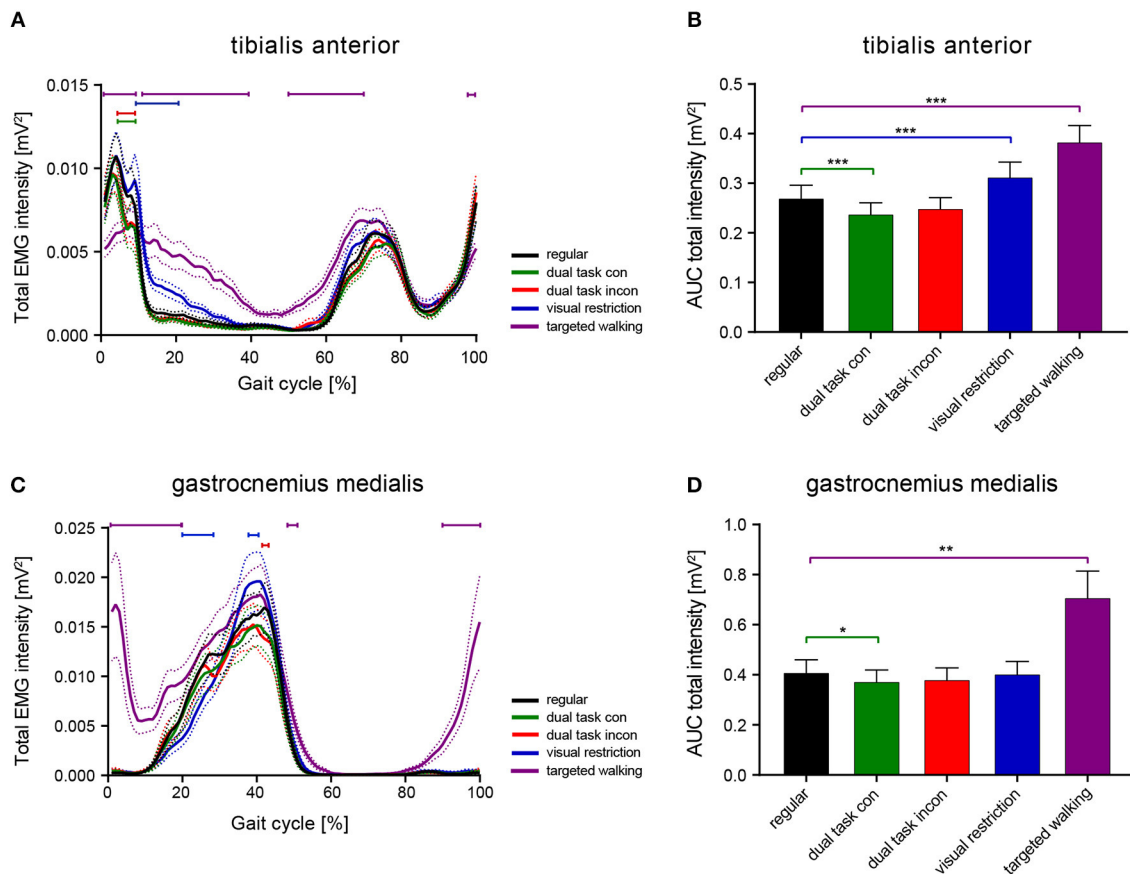 A
tibialis anterior
Total EMG intensity [mV²]
0.015
0.010
0.005
0.000
0 20 40 60 80 100
Gait cycle [%]
regular
dual task con
dual task incon
visual restriction
targeted walking
B
tibialis anterior
AUC total intensity [mV²]
0.5
0.4
0.3
0.2
0.1
0.0
***
***
***
regular
dual task con
dual task incon
visual restriction
targeted walking
C
gastrocnemius medialis
Total EMG intensity [mV²]
0.025
0.020
0.015
0.010
0.005
0.000
0 20 40 60 80 100
Gait cycle [%]
regular
dual task con
dual task incon
visual restriction
targeted walking
D
gastrocnemius medialis
AUC total intensity [mV²]
1.0
0.8
0.6
0.4
0.2
0.0
**
*
regular
dual task con
dual task incon
visual restriction
targeted walking